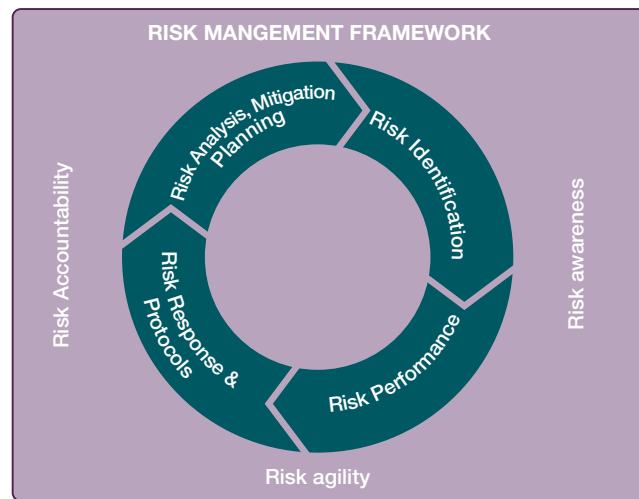 RISK MANGEMENT FRAMEWORK
Risk Analysis, Mitigation
Planning
Risk Identification
Risk Accountability
Risk awareness
Risk Response &
Protocols
Risk Performance
Risk agility